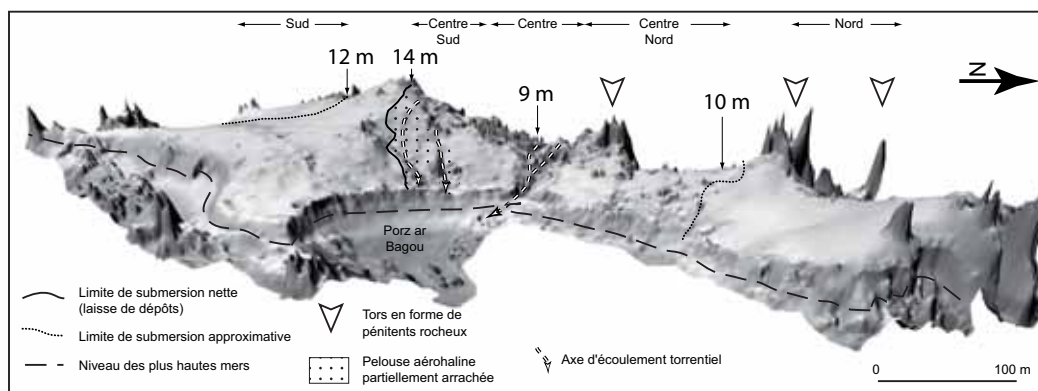 Sud
Centre
Sud
Centre
Centre
Nord
Nord
12 m
14 m
9 m
10 m
N
Porz ar
Bagou
Limite de submersion nette
(laisse de dépôts)
Limite de submersion approximative
Niveau des plus hautes mers
Tors en forme de
pénitents rocheux
Pelouse aérohaline
partiellement arrachée
Axe d'écoulement torrentiel
0
100 m